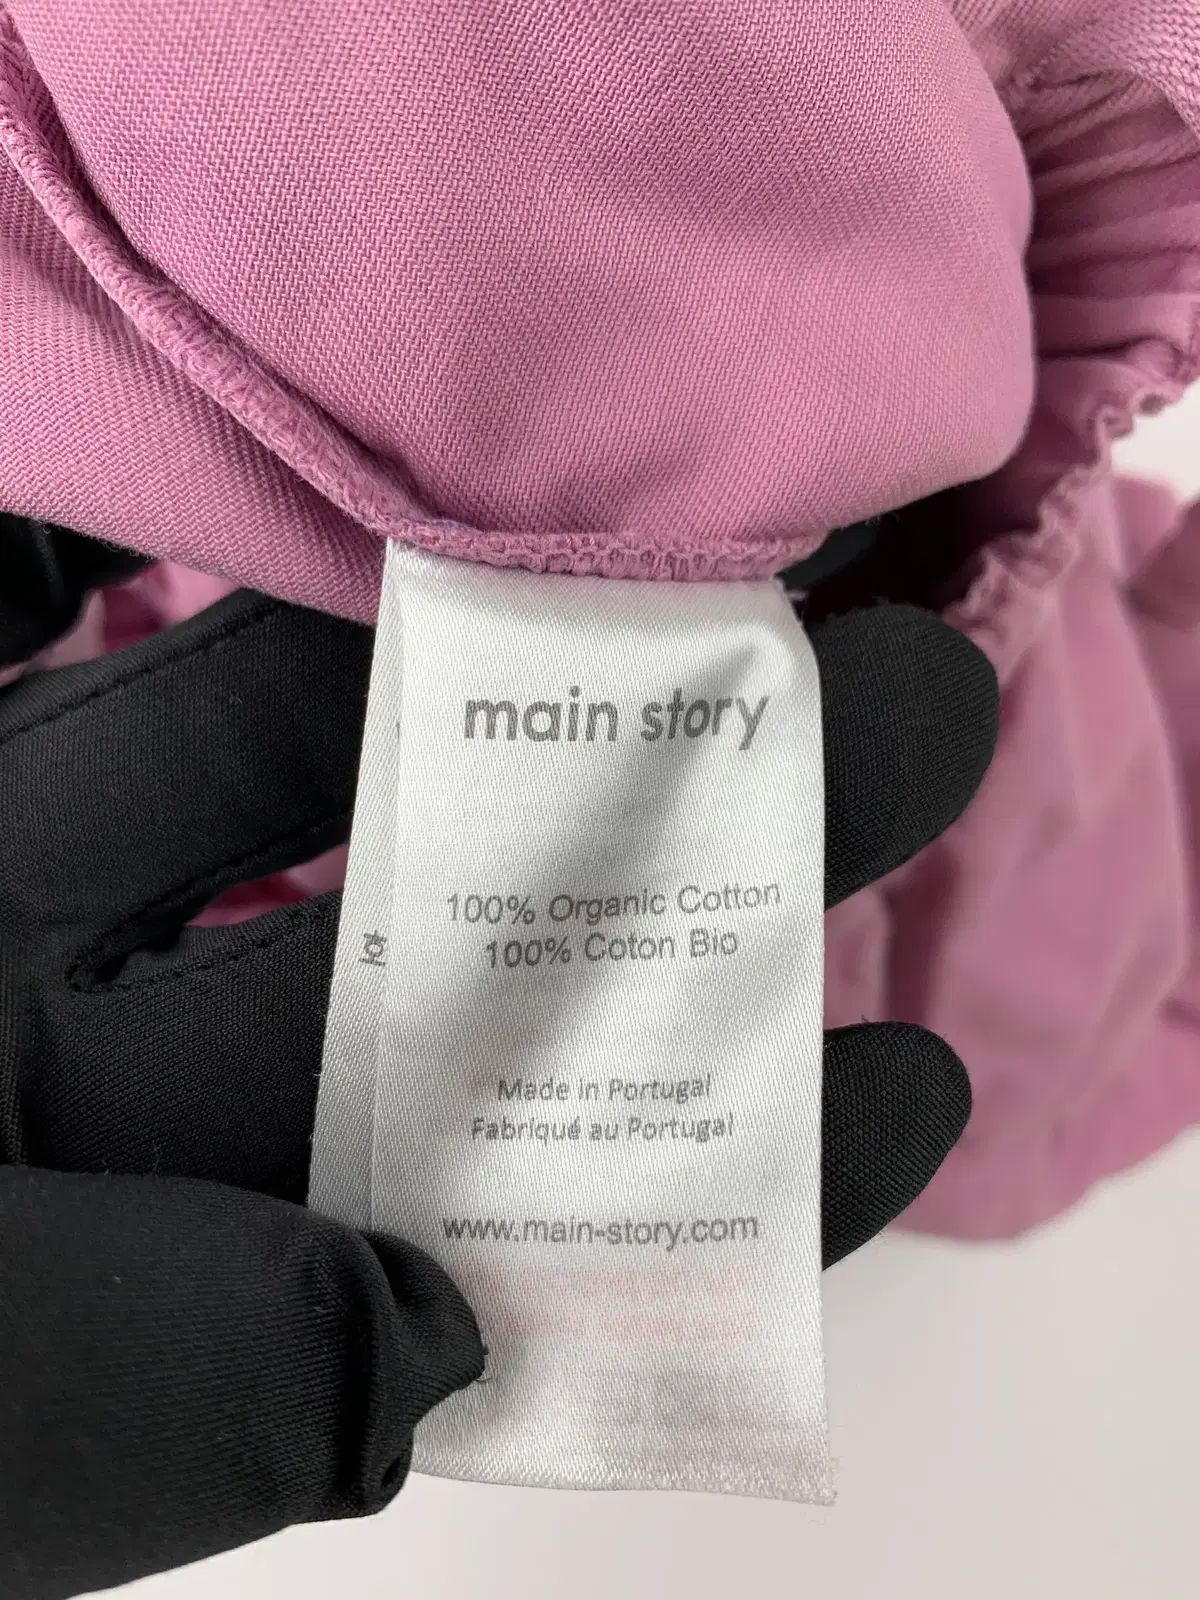 main story
100% Organic Cotton
100% Coton Bio
Made in Portugal
Fabriqué au Portugal
www.main-story.com